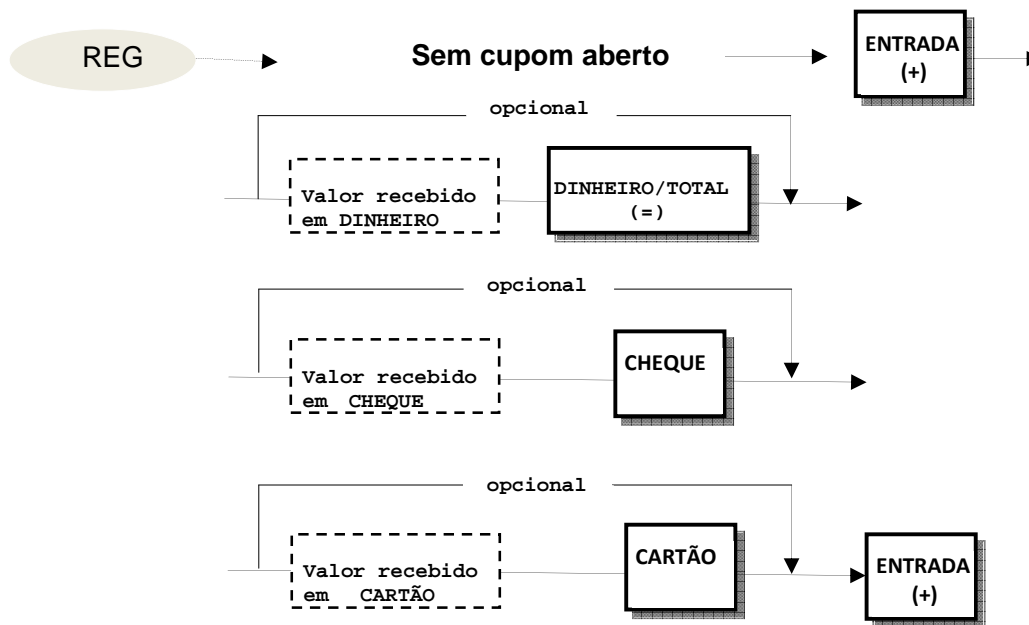 REG
Sem cupom aberto
ENTRADA
(+)
opcional
Valor recebido
em DINHEIRO
DINHEIRO/TOTAL
(=)
opcional
Valor recebido
em CHEQUE
CHEQUE
opcional
Valor recebido
em CARTÃO
CARTÃO
ENTRADA
(+)